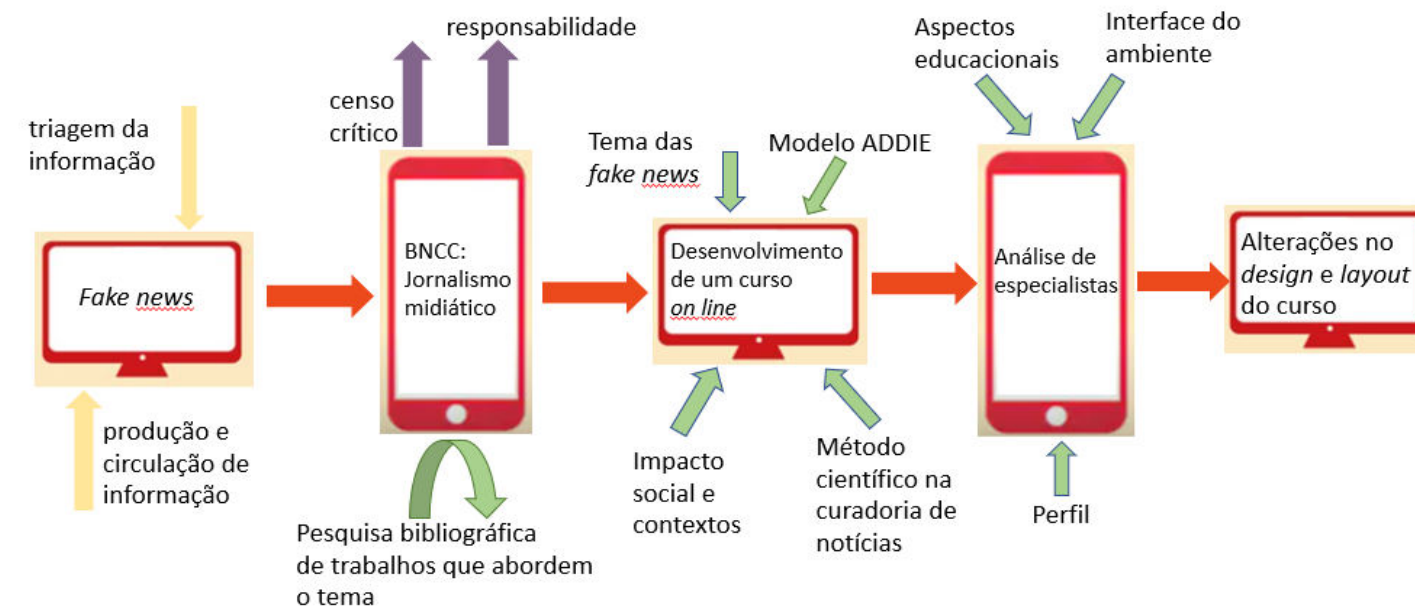 triagem da
informação
Fake news
produção e
circulação de
informação
responsabilidade
censo
crítico
BNCC:
Jornalismo
midiático
Pesquisa bibliográfica
de trabalhos que abordem
o tema
Tema das
fake news
Modelo ADDIE
Desenvolvimento
de um curso
on line
Impacto
social e
contextos
Método
científico na
curadoria de
notícias
Aspectos
educacionais
Interface do
ambiente
Análise de
especialistas
Perfil
Alterações no
design e layout
do curso